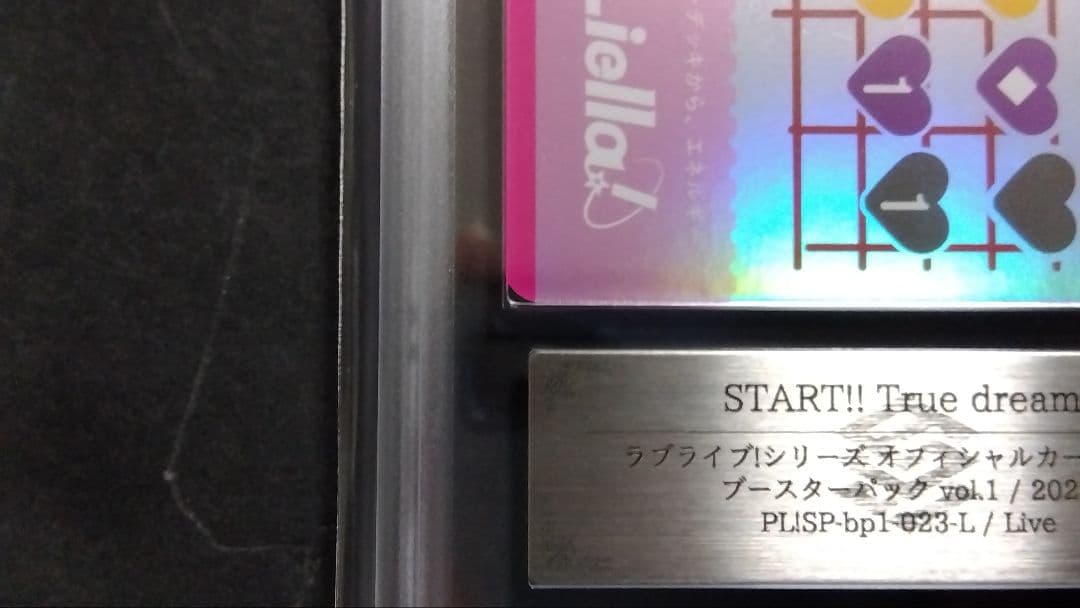 Liella!
デッキから、エネルギ
1
1
START!! True dream
ラブライブ!シリーズ オフィシャルカー
ブースターパック vol.1 / 202
PL!SP-bp1-023-L / Live